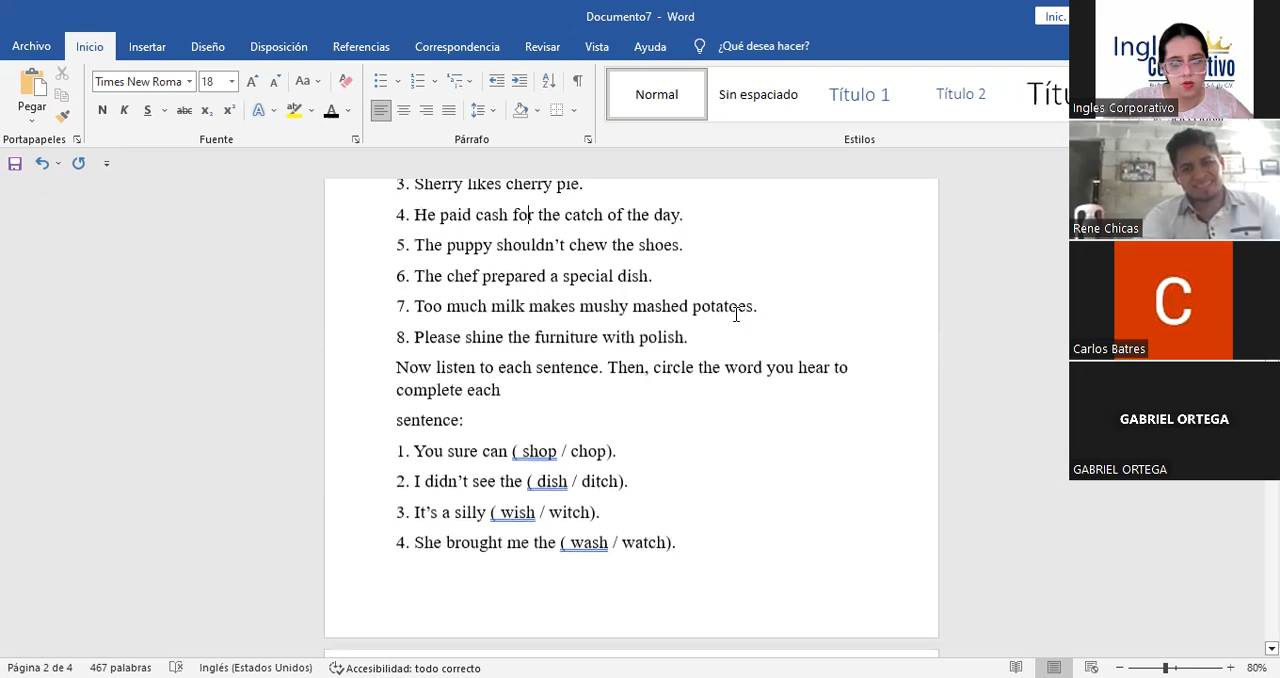 Documento7 - Word
Inic.
Archivo Inicio Insertar Diseño Disposición Referencias Correspondencia Revisar Vista Ayuda ¿Qué desea hacer?
Times New Roma 18
Pegar
N K S abc x₂ x² A A
Aa
Normal Sin espaciado Título 1 Título 2 Títu
Portapapeles Fuente Párrafo Estilos
3. Sherry likes cherry pie.
4. He paid cash for the catch of the day.
5. The puppy shouldn’t chew the shoes.
6. The chef prepared a special dish.
7. Too much milk makes mushy mashed potatoes.
8. Please shine the furniture with polish.
Now listen to each sentence. Then, circle the word you hear to
complete each
sentence:
1. You sure can ( shop / chop).
2. I didn’t see the ( dish / ditch).
3. It’s a silly ( wish / witch).
4. She brought me the ( wash / watch).
Ingles Corporativo
Rene Chicas
C
Carlos Batres
GABRIEL ORTEGA
GABRIEL ORTEGA
Página 2 de 4 467 palabras Inglés (Estados Unidos) Accesibilidad: todo correcto 80%